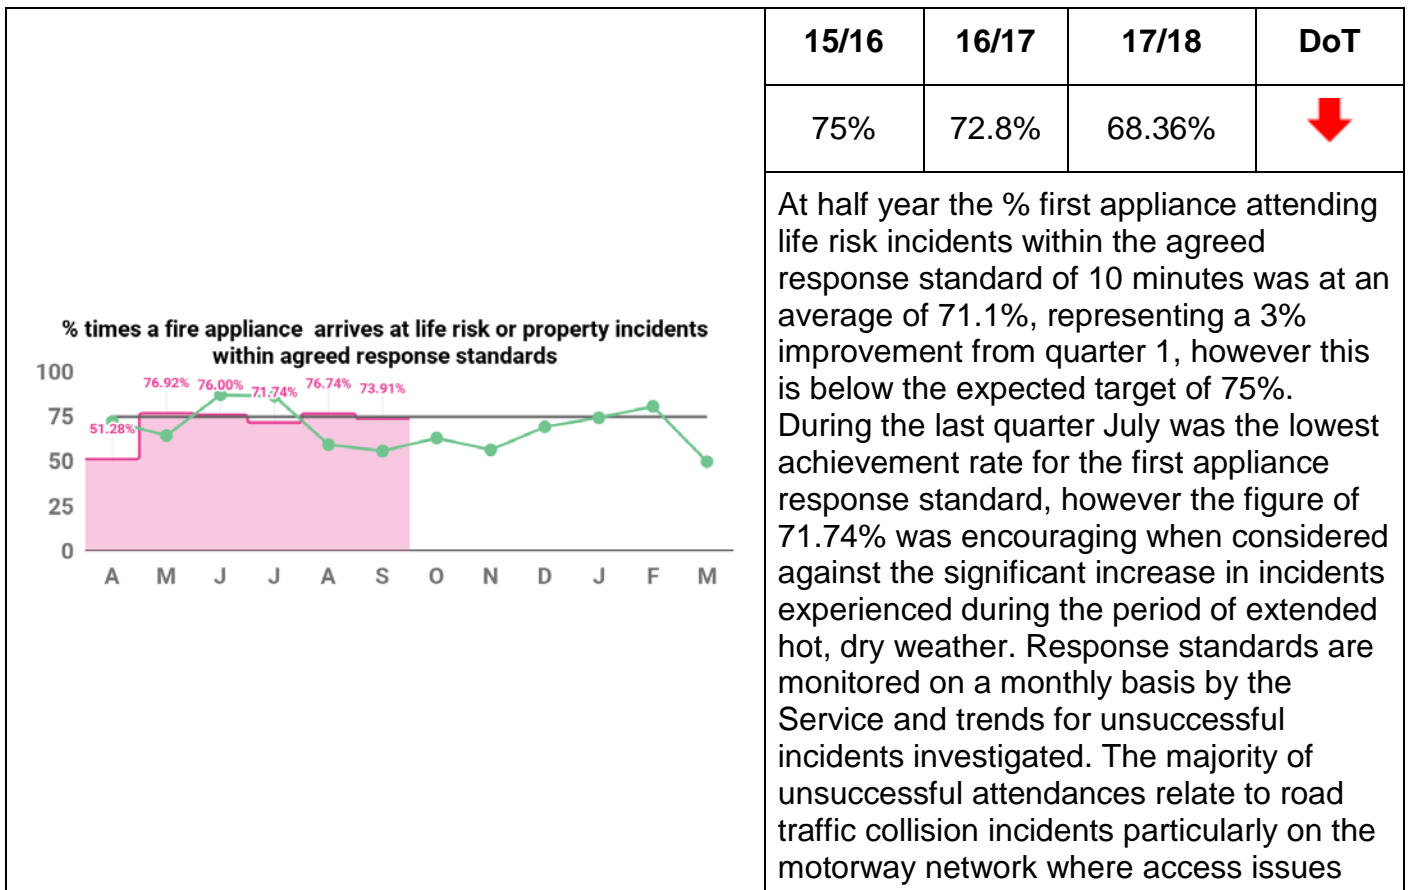 15/16 16/17 17/18 DoT
75% 72.8% 68.36%
% times a fire appliance arrives at life risk or property incidents
within agreed response standards
100
75
50
25
0
51.28%
76.92%
76.00%
71.74%
76.74%
73.91%
A M J J A S O N D J F M
At half year the % first appliance attending
life risk incidents within the agreed
response standard of 10 minutes was at an
average of 71.1%, representing a 3%
improvement from quarter 1, however this
is below the expected target of 75%.
During the last quarter July was the lowest
achievement rate for the first appliance
response standard, however the figure of
71.74% was encouraging when considered
against the significant increase in incidents
experienced during the period of extended
hot, dry weather. Response standards are
monitored on a monthly basis by the
Service and trends for unsuccessful
incidents investigated. The majority of
unsuccessful attendances relate to road
traffic collision incidents particularly on the
motorway network where access issues